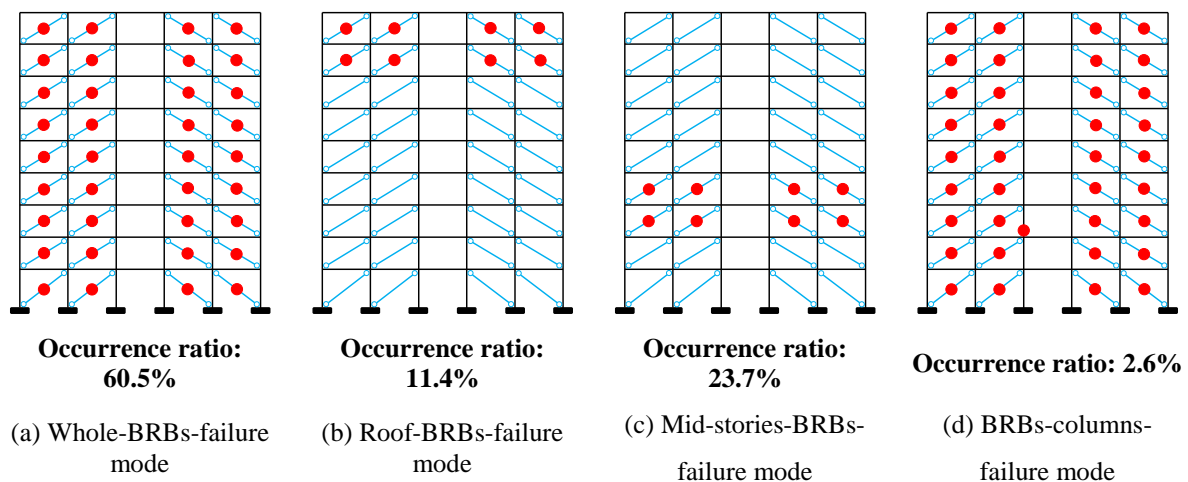 Occurrence ratio:
60.5%
(a) Whole-BRBs-failure
mode
Occurrence ratio:
11.4%
(b) Roof-BRBs-failure
mode
Occurrence ratio:
23.7%
(c) Mid-stories-BRBs-
failure mode
Occurrence ratio: 2.6%
(d) BRBs-columns-
failure mode